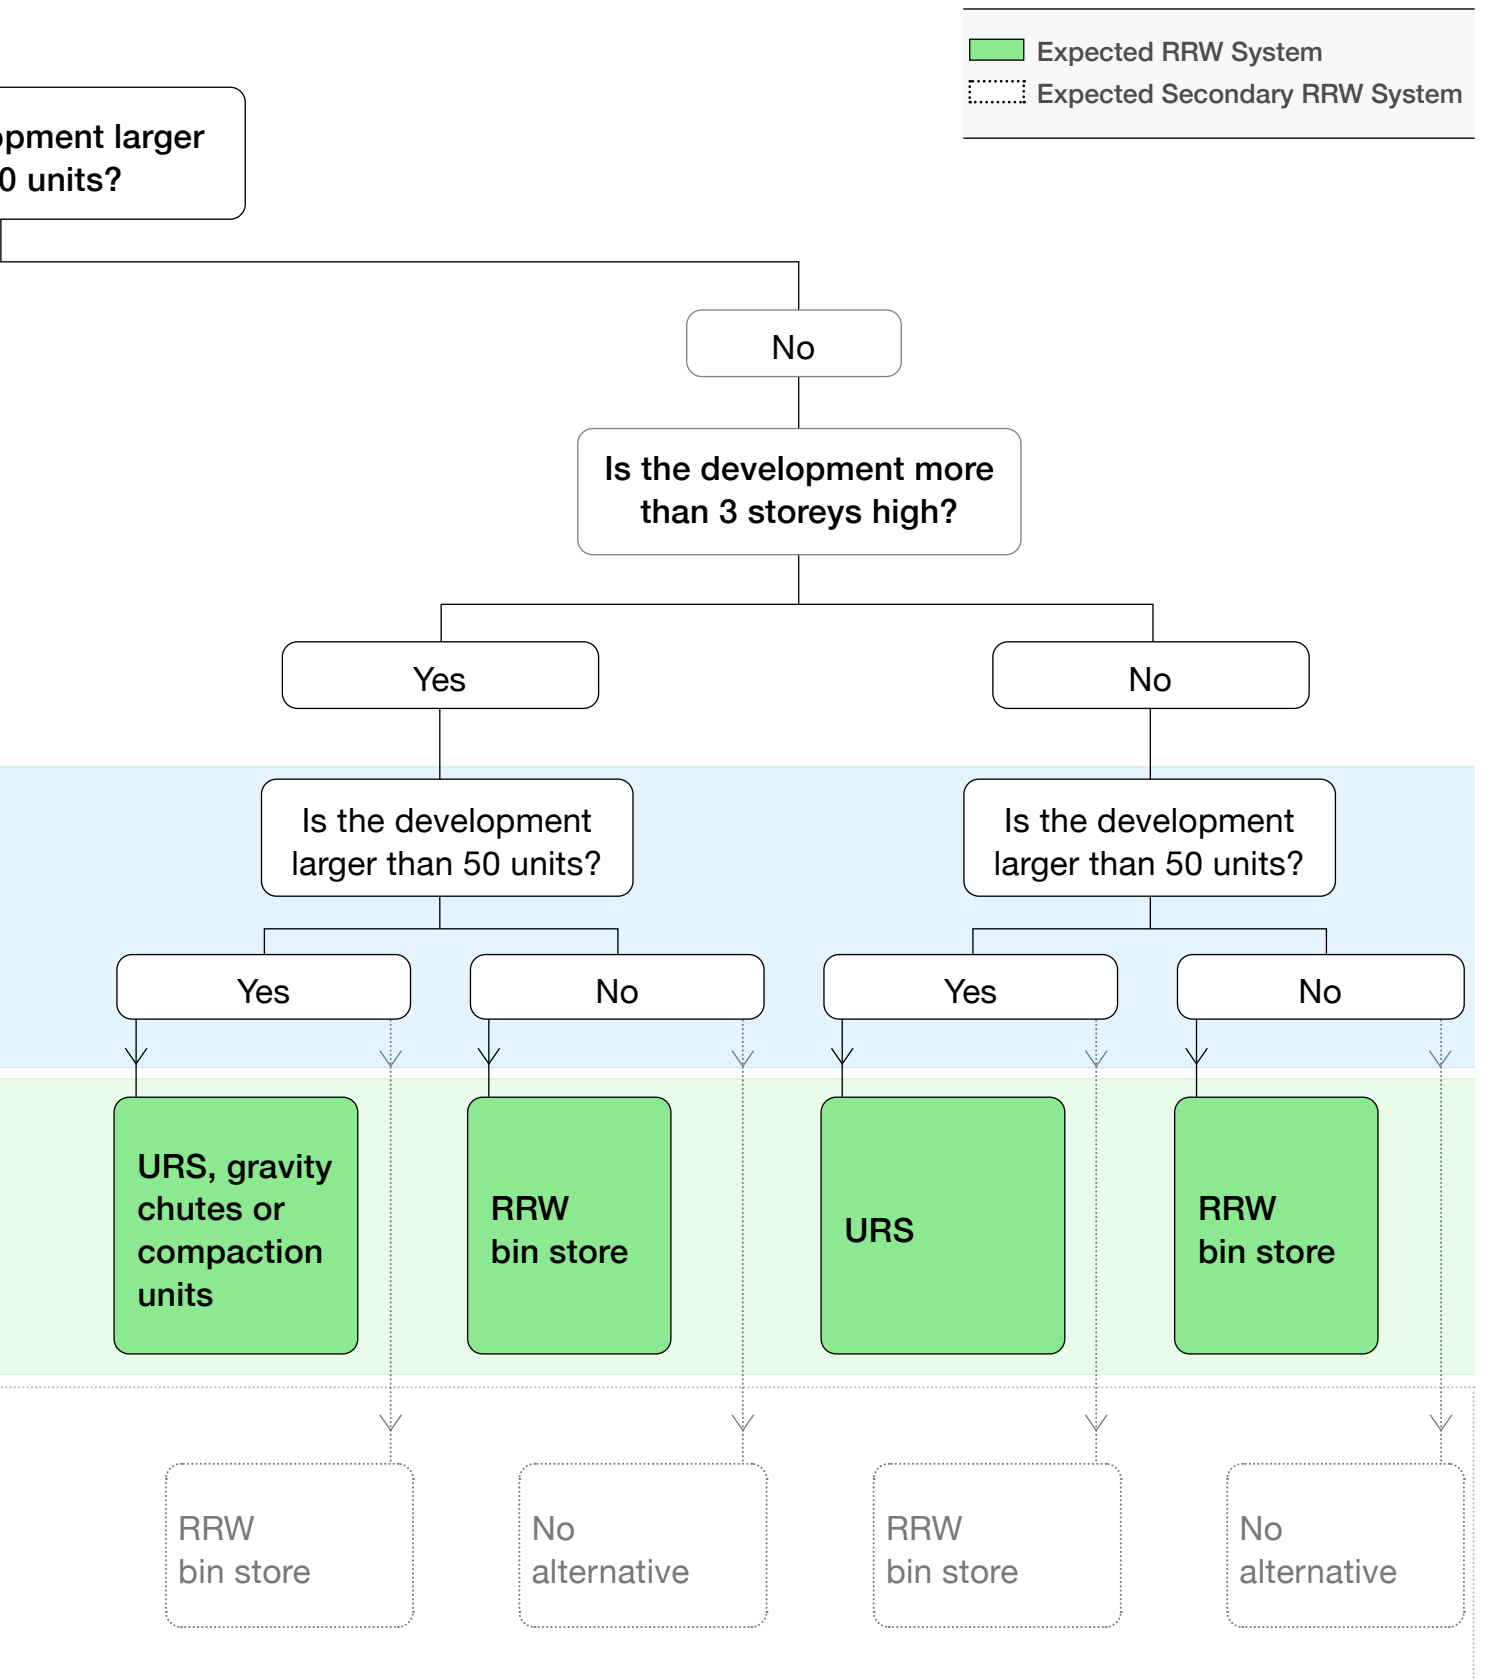 Expected RRW System
Expected Secondary RRW System
larger
units?
No
Is the development more
than 3 storeys high?
Yes
No
Is the development
larger than 50 units?
Is the development
larger than 50 units?
Yes
No
Yes
No
URS, gravity
chutes or
compaction
units
RRW
bin store
URS
RRW
bin store
RRW
bin store
No
alternative
RRW
bin store
No
alternative